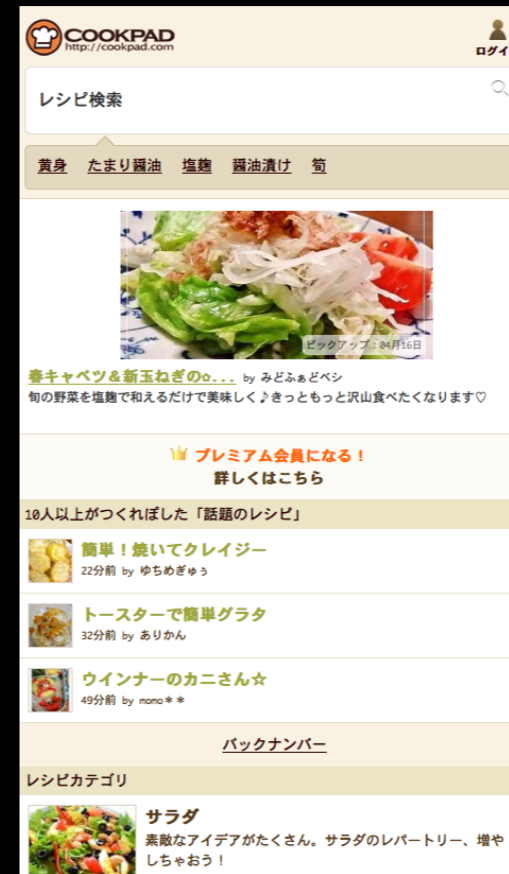 COOKPAD
http://cookpad.com
ログイ
レシピ検索
黄身 たまり醤油 塩麹 醤油漬け 筍
ピックアップ：04月16日
春キャベツ＆新玉ねぎの✿... by みどふぁどベシ
旬の野菜を塩麹で和えるだけで美味しく♪きっともっと沢山食べたくなります♡
プレミアム会員になる！
詳しくはこちら
10人以上がつくれぽした「話題のレシピ」
簡単！焼いてクレイジー
22分前 by ゆちめぎゅぅ
トースターで簡単グラタ
32分前 by ありかん
ウインナーのカニさん☆
49分前 by momo＊＊
バックナンバー
レシピカテゴリ
サラダ
素敵なアイデアがたくさん。サラダのレパートリー、増や
しちゃおう！